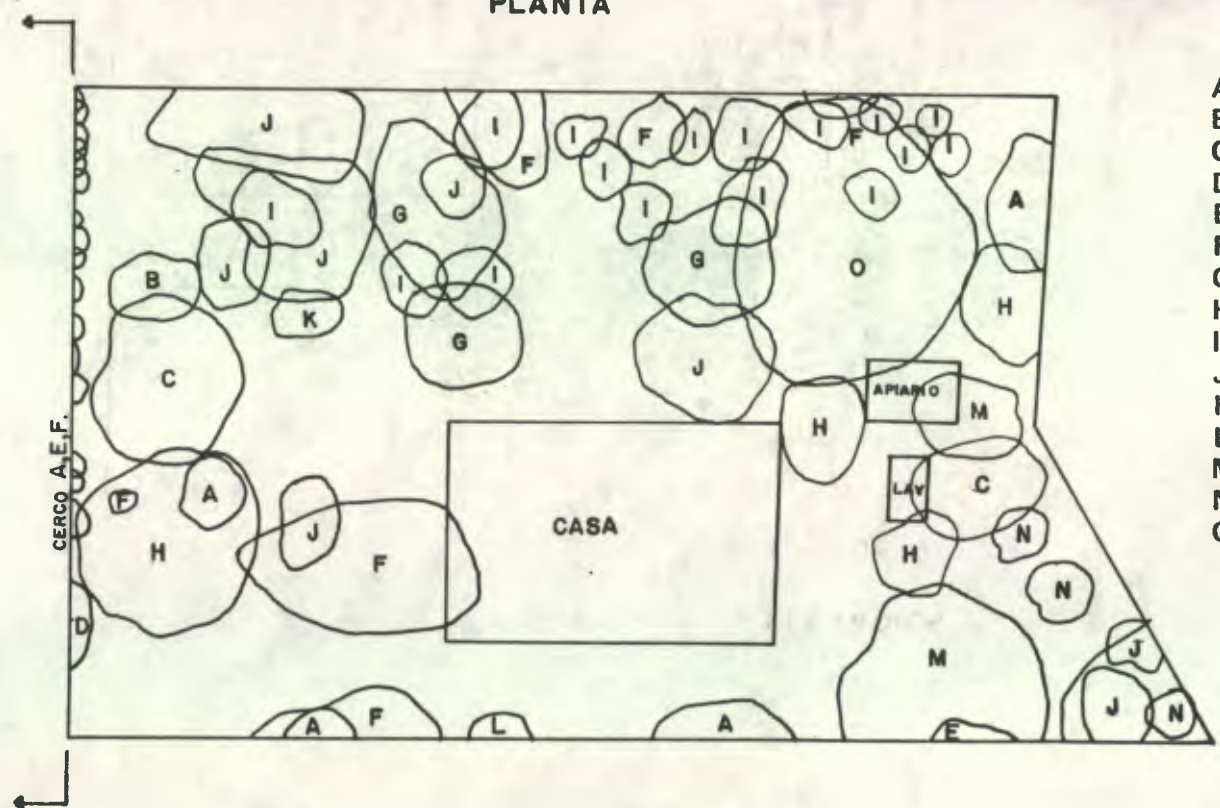 PLANTA
J I F I F I I I F I I I
I J I A
G I I I
I J J G O
B I I H
K G J
C APIARIO M
H
CERCO A,E,F.
F A LAV C
J CASA N
H F H
N
D M J
A F L A E J N
A
E
C
D
E
F
G
H
I
J
K
L
M
N
O